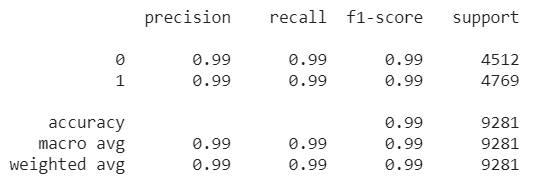 precision recall f1-score support
0 0.99 0.99 0.99 4512
1 0.99 0.99 0.99 4769
accuracy 0.99 9281
macro avg 0.99 0.99 0.99 9281
weighted avg 0.99 0.99 0.99 9281